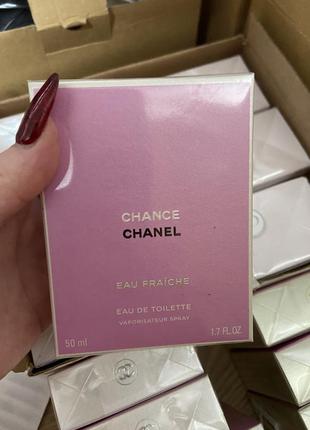 CHANCE
CHANEL
EAU FRAÎCHE
EAU DE TOILETTE
VAPORISATEUR SPRAY
50 ml 1.7 FL. OZ